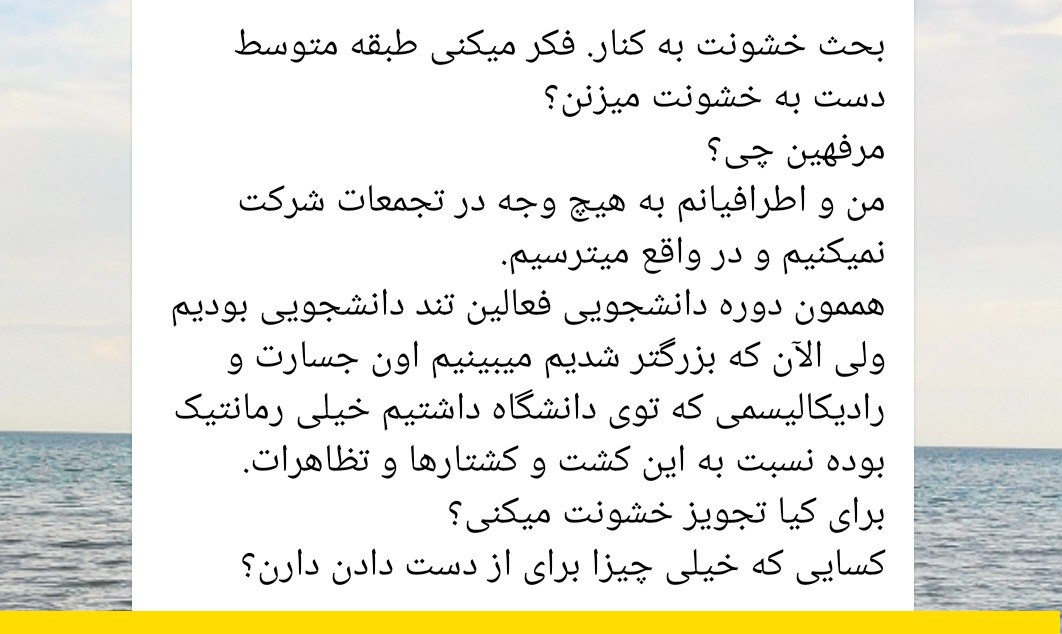 بحث خشونت به کنار. فکر میکنی طبقه متوسط
دست به خشونت میزنن؟
مرفهین چی؟
من و اطرافیانم به هیچ وجه در تجمعات شرکت
نمیکنیم و در واقع میترسیم.
هممون دوره دانشجویی فعالین تند دانشجویی بودیم
ولی الآن که بزرگتر شدیم میبینیم اون جسارت و
رادیکالیسمی که توی دانشگاه داشتیم خیلی رمانتیک
بوده نسبت به این کشت و کشتارها و تظاهرات.
برای کیا تجویز خشونت میکنی؟
کسایی که خیلی چیزا برای از دست دادن دارن؟